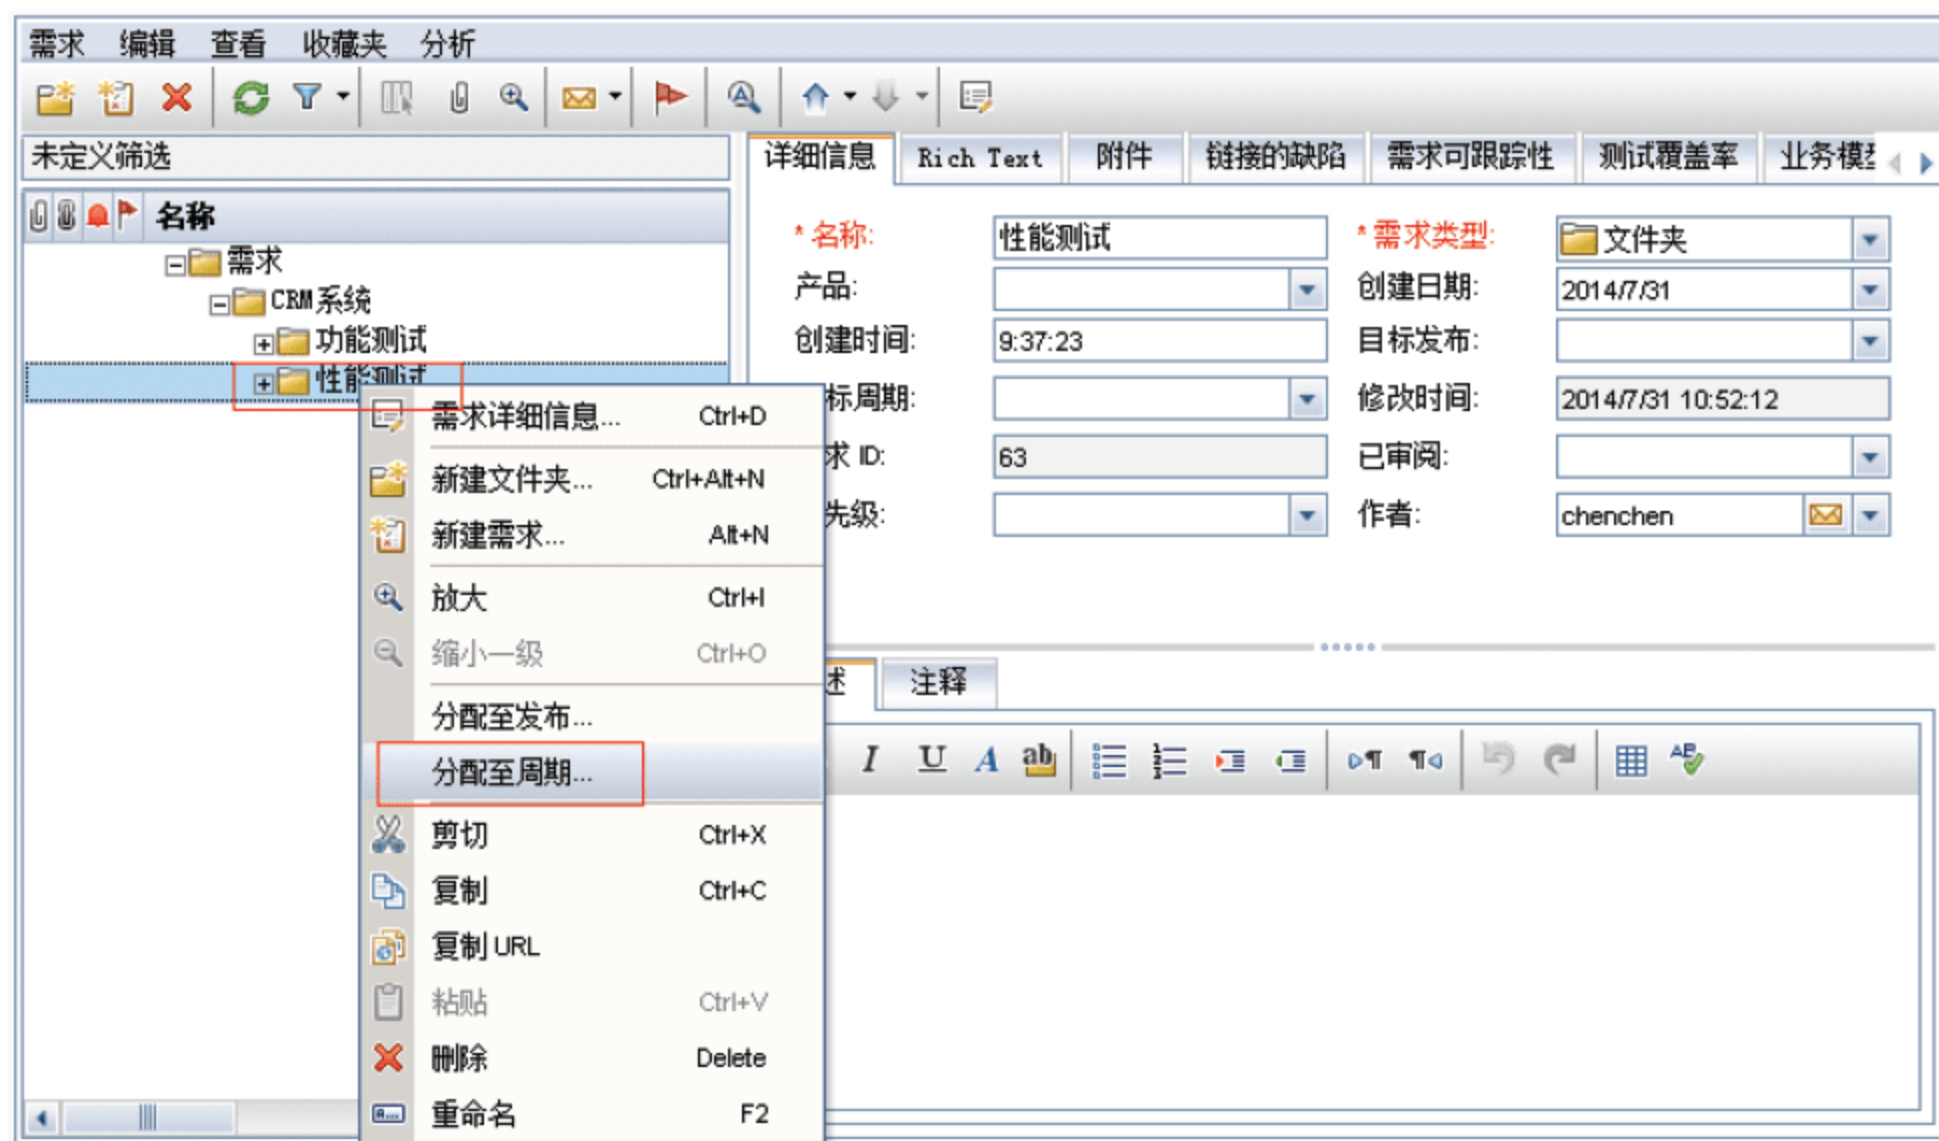 需求 编辑 查看 收藏夹 分析
未定义筛选
详细信息 Rich Text 附件 链接的缺陷 需求可跟踪性 测试覆盖率 业务模型
名称
需求
CRM系统
功能测试
性能测试
*名称: 性能测试 *需求类型: 文件夹
产品: 创建日期: 2014/7/31
创建时间: 9:37:23 目标发布:
标周期: 修改时间: 2014/7/31 10:52:12
求 ID: 63 已审阅:
先级: 作者: chenchen
需求详细信息... Ctrl+D
新建文件夹... Ctrl+Alt+N
新建需求... Alt+N
放大 Ctrl+I
缩小一级 Ctrl+O
分配至发布...
分配至周期...
剪切 Ctrl+X
复制 Ctrl+C
复制 URL
粘贴 Ctrl+V
删除 Delete
重命名 F2
述 注释
I U A ab